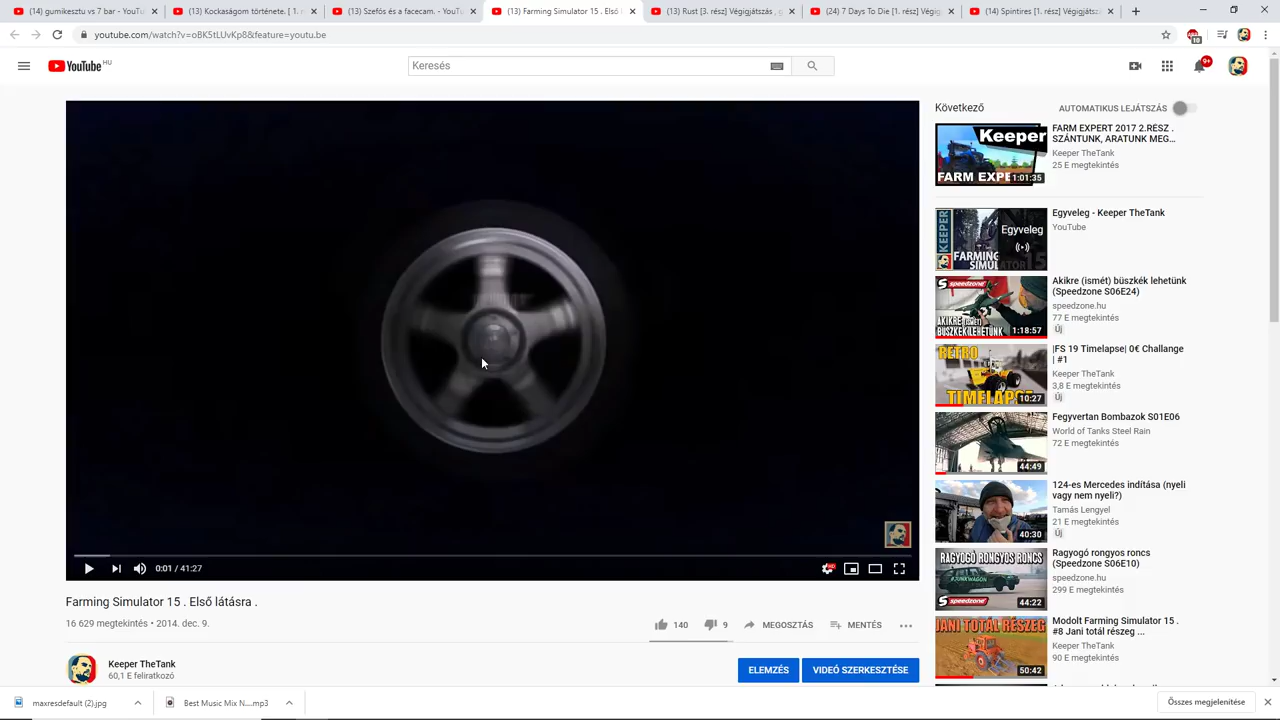 (14) gumikesztu vs 7 bar - YouTu
(13) Kockaságom története. [ 1. r
(13) Szefós és a facecam. - YouTu
(13) Farming Simulator 15 . Első l
(13) Rust [3. rész] Végigjátszás , g
(24) 7 Days To Die [1. rész] Végig
(14) Spintires [1. rész] Végigjátsz
youtube.com/watch?v=oBK5tLUvKp8&feature=youtu.be
10
YouTube HU
Keresés
9+
Következő
AUTOMATIKUS LEJÁTSZÁS
Keeper
FARM EXPE
1:01:35
FARM EXPERT 2017 2.RÉSZ .
SZÁNTUNK, ARATUNK MEG...
Keeper TheTank
25 E megtekintés
KEEPER
FARMING
SIMULATOR 15
Egyveleg
Egyveleg - Keeper TheTank
YouTube
speedzone
AKIKRE (ISMÉT)
BÜSZKÉK LEHETÜNK
1:18:57
Akikre (ismét) büszkék lehetünk
(Speedzone S06E24)
speedzone.hu
77 E megtekintés
Új
RETRO
TIMELAPSE
10:27
|FS 19 Timelapse| 0€ Challange
| #1
Keeper TheTank
3,8 E megtekintés
Új
44:49
Fegyvertan Bombazok S01E06
World of Tanks Steel Rain
72 E megtekintés
40:30
124-es Mercedes indítása (nyeli
vagy nem nyeli?)
Tamás Lengyel
21 E megtekintés
Új
RAGYOGÓ RONGYOS RONCS
#JUNKWAGON
speedzone
44:22
Ragyogó rongyos roncs
(Speedzone S06E10)
speedzone.hu
299 E megtekintés
JANI TOTÁL RÉSZEG
50:42
Modolt Farming Simulator 15 .
#8 Jani totál részeg ...
Keeper TheTank
90 E megtekintés
0:01 / 41:27
Farming Simulator 15 . Első látásra .
16 629 megtekintés • 2014. dec. 9.
140
9
MEGOSZTÁS
MENTÉS
Keeper TheTank
60,1 E feliratkozó
ELEMZÉS
VIDEÓ SZERKESZTÉSE
maxresdefault (2).jpg
Best Music Mix N....mp3
Összes megjelenítése